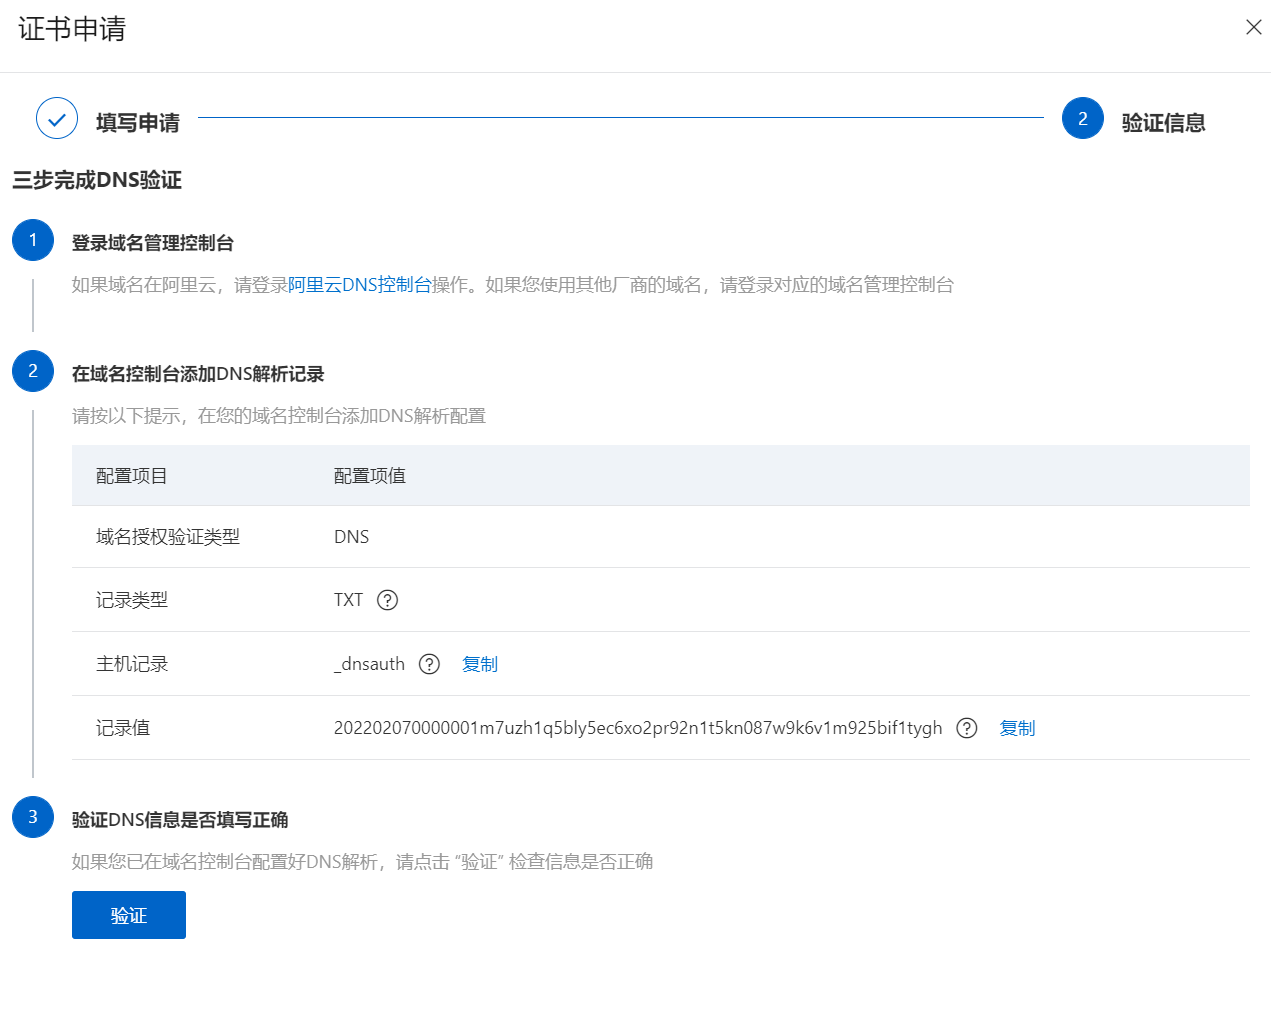 证书申请
填写申请
2 验证信息
三步完成DNS验证
1 登录域名管理控制台
如果域名在阿里云，请登录阿里云DNS控制台操作。如果您使用其他厂商的域名，请登录对应的域名管理控制台
2 在域名控制台添加DNS解析记录
请按以下提示，在您的域名控制台添加DNS解析配置
配置项目 配置项值
域名授权验证类型 DNS
记录类型 TXT ?
主机记录 _dnsauth ? 复制
记录值 202202070000001m7uzh1q5bly5ec6xo2pr92n1t5kn087w9k6v1m925bif1tygh ? 复制
3 验证DNS信息是否填写正确
如果您已在域名控制台配置好DNS解析，请点击 “验证” 检查信息是否正确
验证